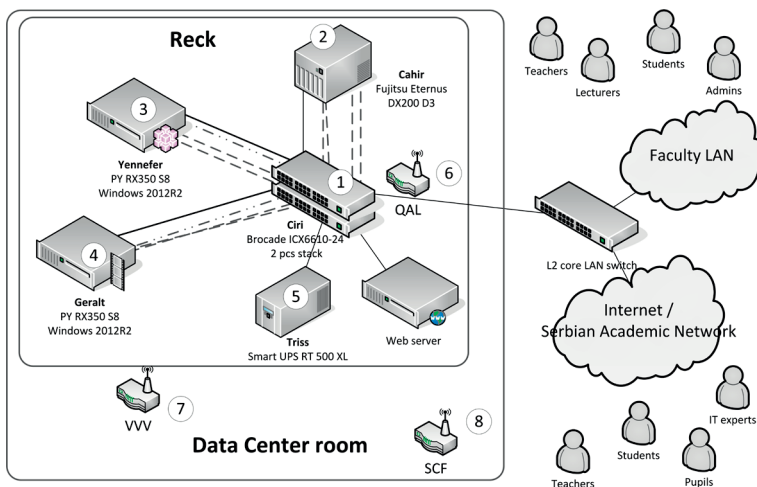 Reck
2
Cahir
Fujitsu Eternus
DX200 D3
3
Yennefer
PY RX350 S8
Windows 2012R2
1
6
QAL
Ciri
Brocade ICX6610-24
2 pcs stack
4
Geralt
PY RX350 S8
Windows 2012R2
5
Triss
Smart UPS RT 500 XL
Web server
7
VVV
Data Center room
8
SCF
Teachers
Lecturers
Students
Admins
Faculty LAN
L2 core LAN switch
Internet /
Serbian Academic Network
IT experts
Students
Teachers
Pupils